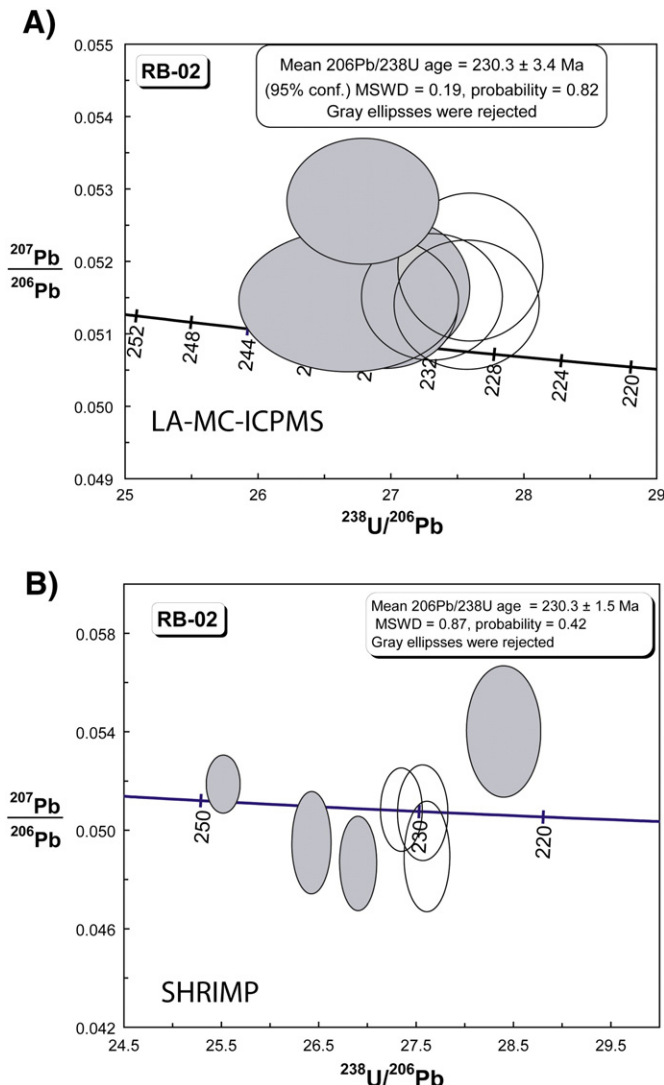 A)
0.055
RB-02
Mean 206Pb/238U age = 230.3 ± 3.4 Ma
(95% conf.) MSWD = 0.19, probability = 0.82
Gray ellipsses were rejected
0.054
0.053
207Pb
206Pb
0.052
0.051
252
248
244
232
228
224
220
0.050
LA-MC-ICPMS
0.049
25
26
27
28
29
238U/206Pb
B)
RB-02
Mean 206Pb/238U age = 230.3 ± 1.5 Ma
MSWD = 0.87, probability = 0.42
Gray ellipsses were rejected
0.058
0.054
207Pb
206Pb
0.050
250
230
220
0.046
SHRIMP
0.042
24.5
25.5
26.5
27.5
28.5
29.5
238U/206Pb